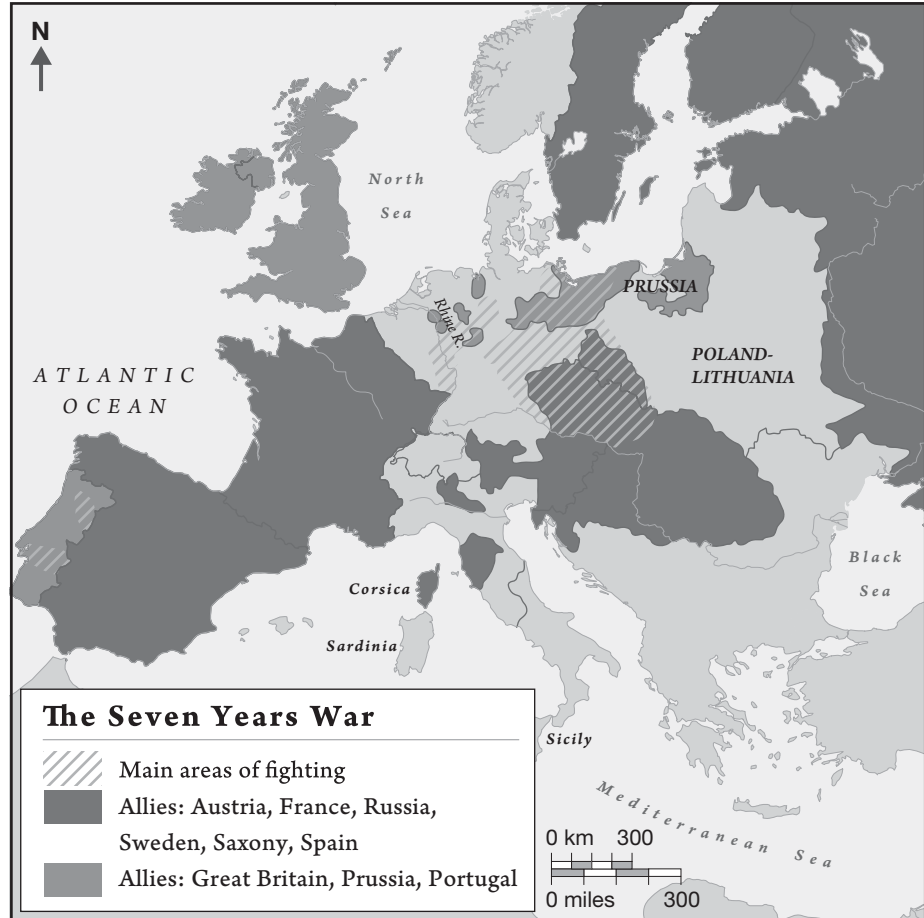 N
North
Sea
Rhine R.
PRUSSIA
ATLANTIC
OCEAN
POLAND-
LITHUANIA
Black
Sea
Corsica
Sardinia
The Seven Years War
Main areas of fighting
Allies: Austria, France, Russia,
Sweden, Saxony, Spain
Allies: Great Britain, Prussia, Portugal
Sicily
Mediterranean Sea
0 km 300
0 miles 300